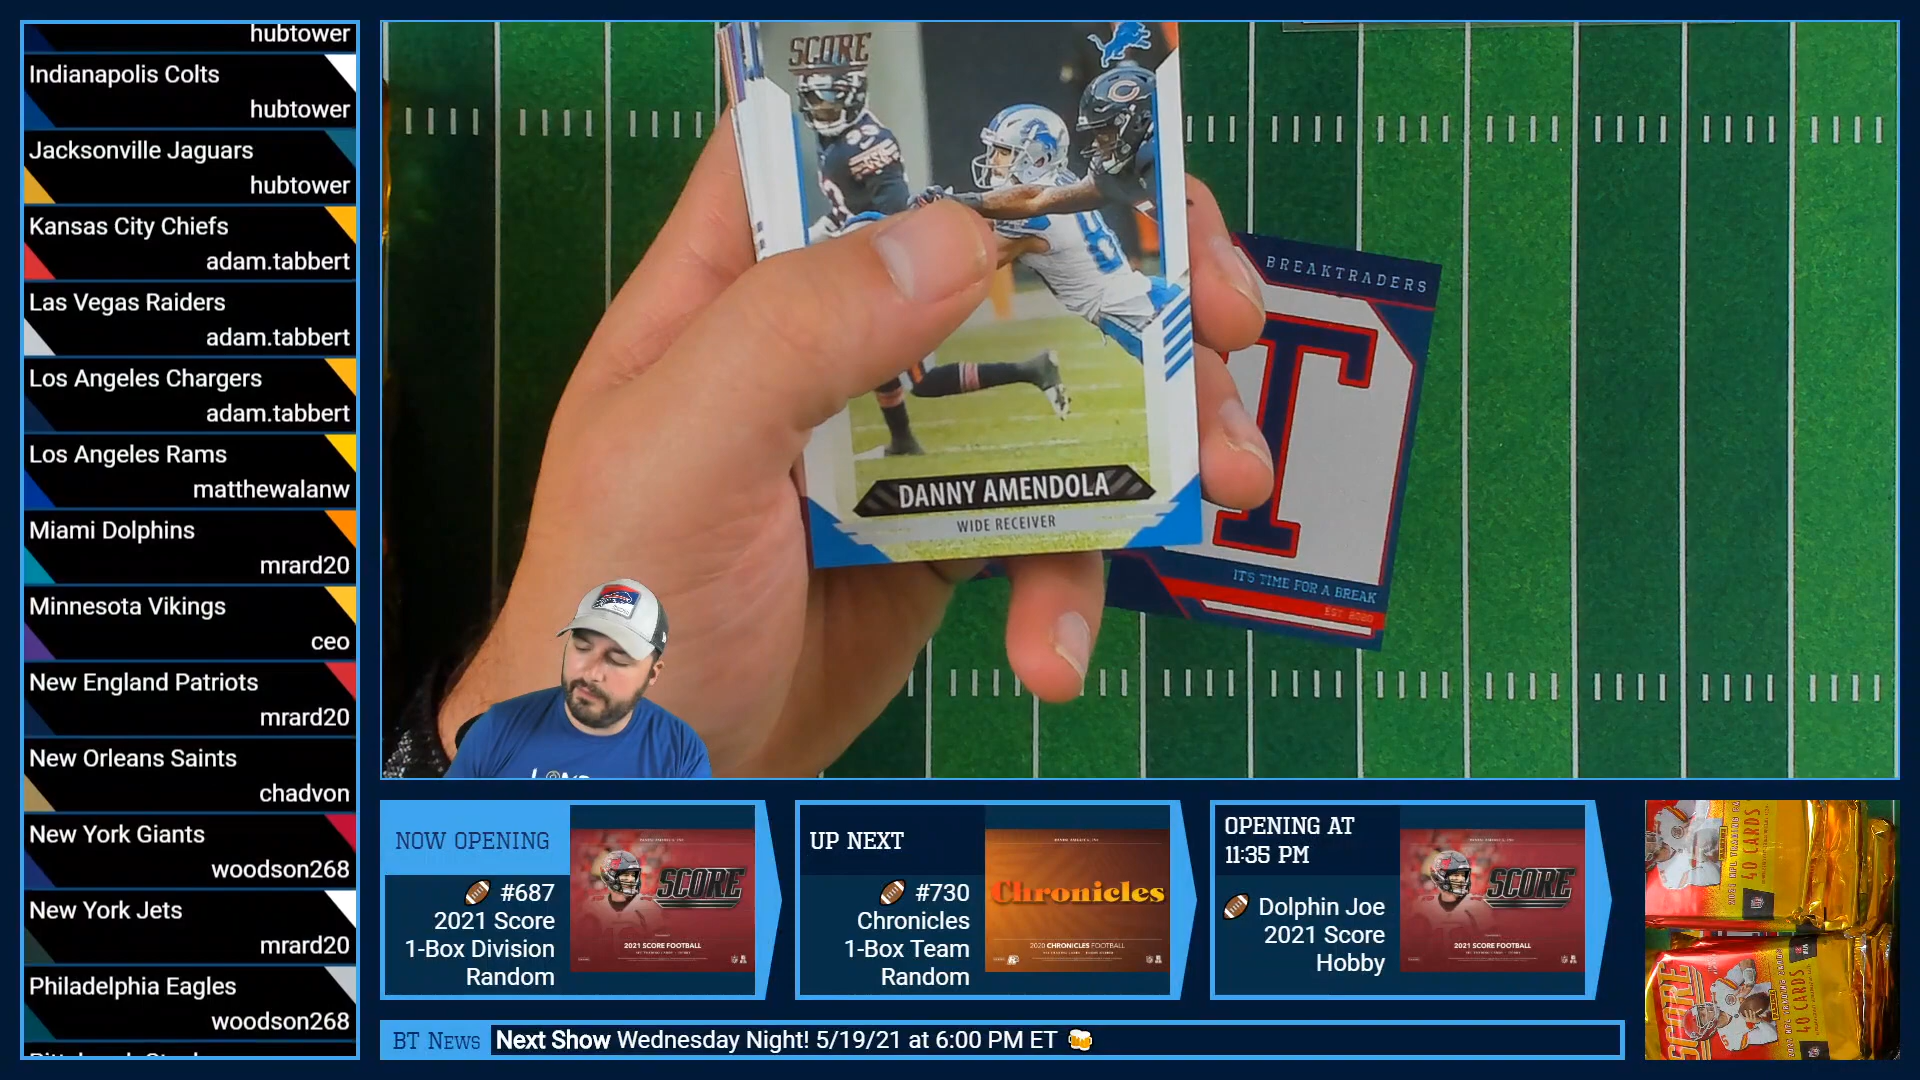 hubtower
Indianapolis Colts
hubtower
Jacksonville Jaguars
hubtower
Kansas City Chiefs
adam.tabbert
Las Vegas Raiders
adam.tabbert
Los Angeles Chargers
adam.tabbert
Los Angeles Rams
matthewalanw
Miami Dolphins
mrard20
Minnesota Vikings
ceo
New England Patriots
mrard20
New Orleans Saints
chadvon
New York Giants
woodson268
New York Jets
mrard20
Philadelphia Eagles
woodson268
SCORE
DANNY AMENDOLA
WIDE RECEIVER
BREAKTRADERS
T
IT'S TIME FOR A BREAK
EST. 2020
NOW OPENING
#687
2021 Score
1-Box Division
Random
SCORE
2021 SCORE FOOTBALL
UP NEXT
#730
Chronicles
1-Box Team
Random
Chronicles
2020 CHRONICLES FOOTBALL
OPENING AT
11:35 PM
Dolphin Joe
2021 Score
Hobby
SCORE
2021 SCORE FOOTBALL
40 CARDS
SCORE
40 CARDS
BT News
Next Show Wednesday Night! 5/19/21 at 6:00 PM ET